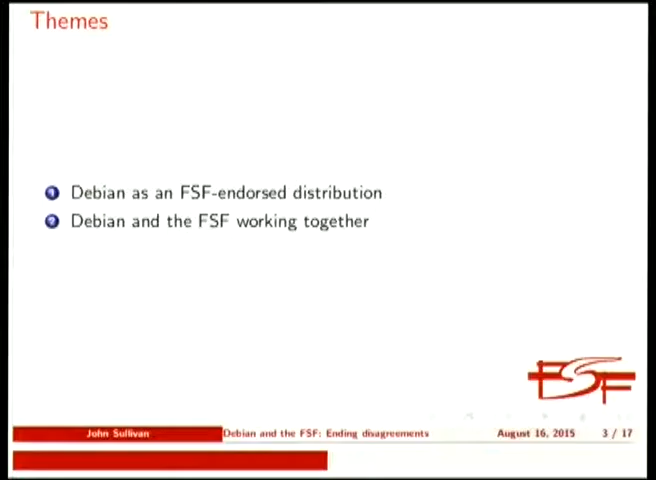 Themes
1 Debian as an FSF-endorsed distribution
2 Debian and the FSF working together
FSF
John Sullivan Debian and the FSF: Ending disagreements August 16, 2015 3 / 17